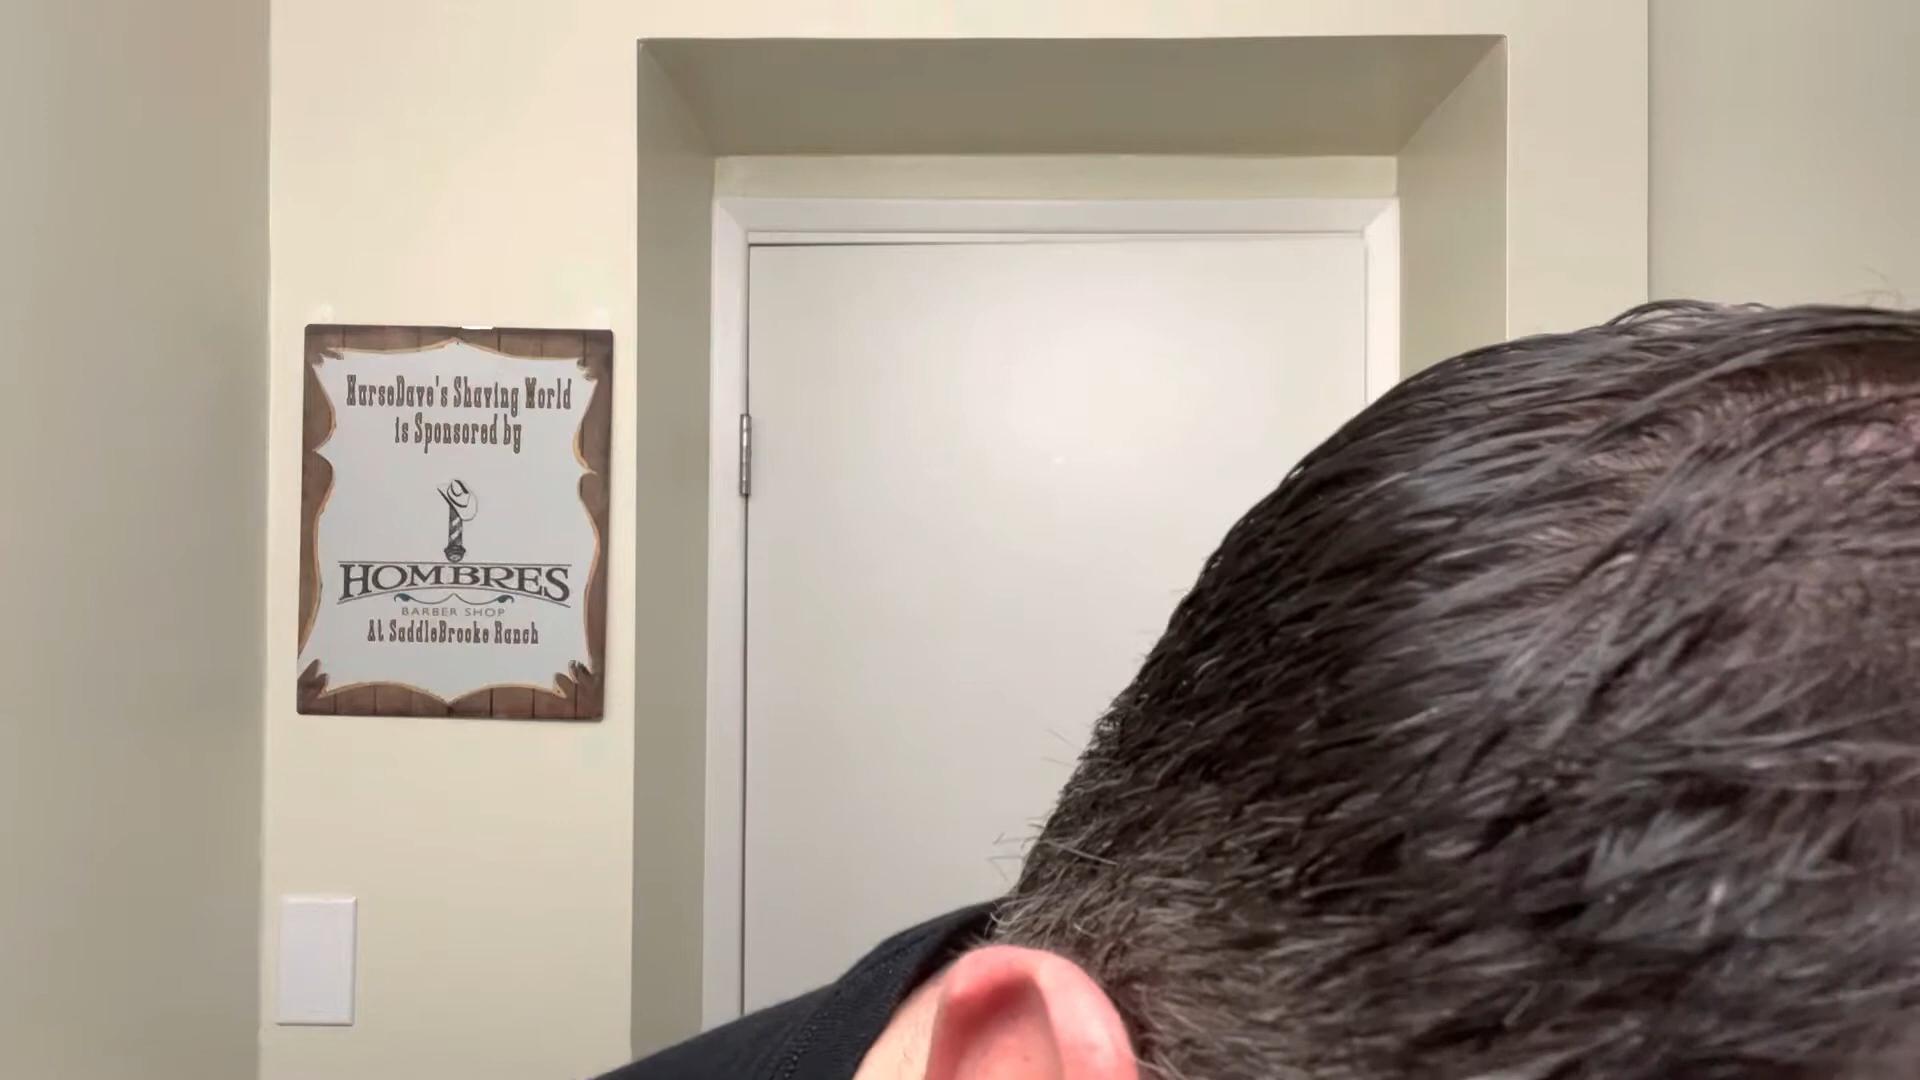 NurseDave's Shaving World
is Sponsored by
HOMBRES
BARBER SHOP
At SaddleBrooke Ranch